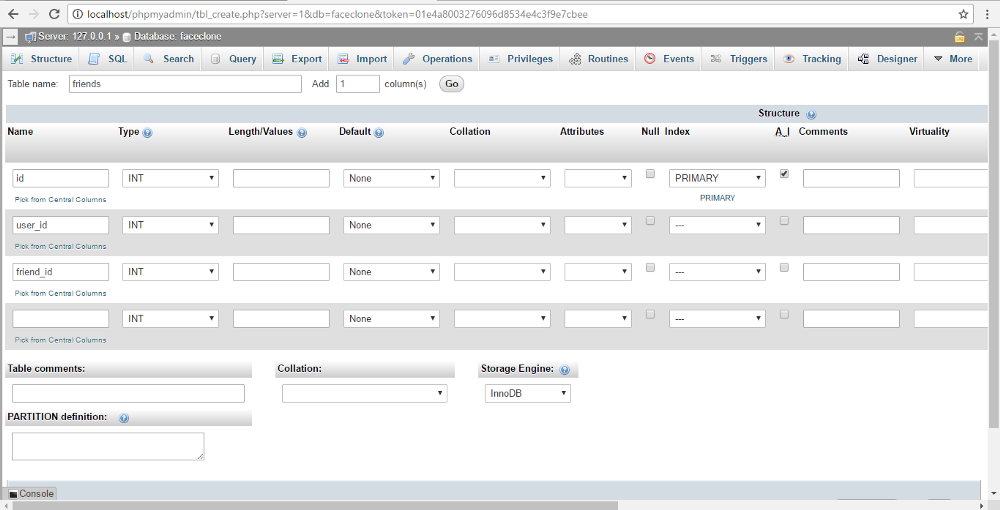 localhost/phpmyadmin/tbl_create.php?server=1&db=faceclone&token=01e4a8003276096d8534e4c3f9e7cbee
Server: 127.0.0.1 » Database: faceclone
Structure SQL Search Query Export Import Operations Privileges Routines Events Triggers Tracking Designer More
Table name: friends Add 1 column(s) Go
Structure
Name Type Length/Values Default Collation Attributes Null Index A_I Comments Virtuality
id INT None PRIMARY
Pick from Central Columns PRIMARY
user_id INT None ---
Pick from Central Columns
friend_id INT None ---
Pick from Central Columns
INT None ---
Pick from Central Columns
Table comments: Collation: Storage Engine:
InnoDB
PARTITION definition:
Console